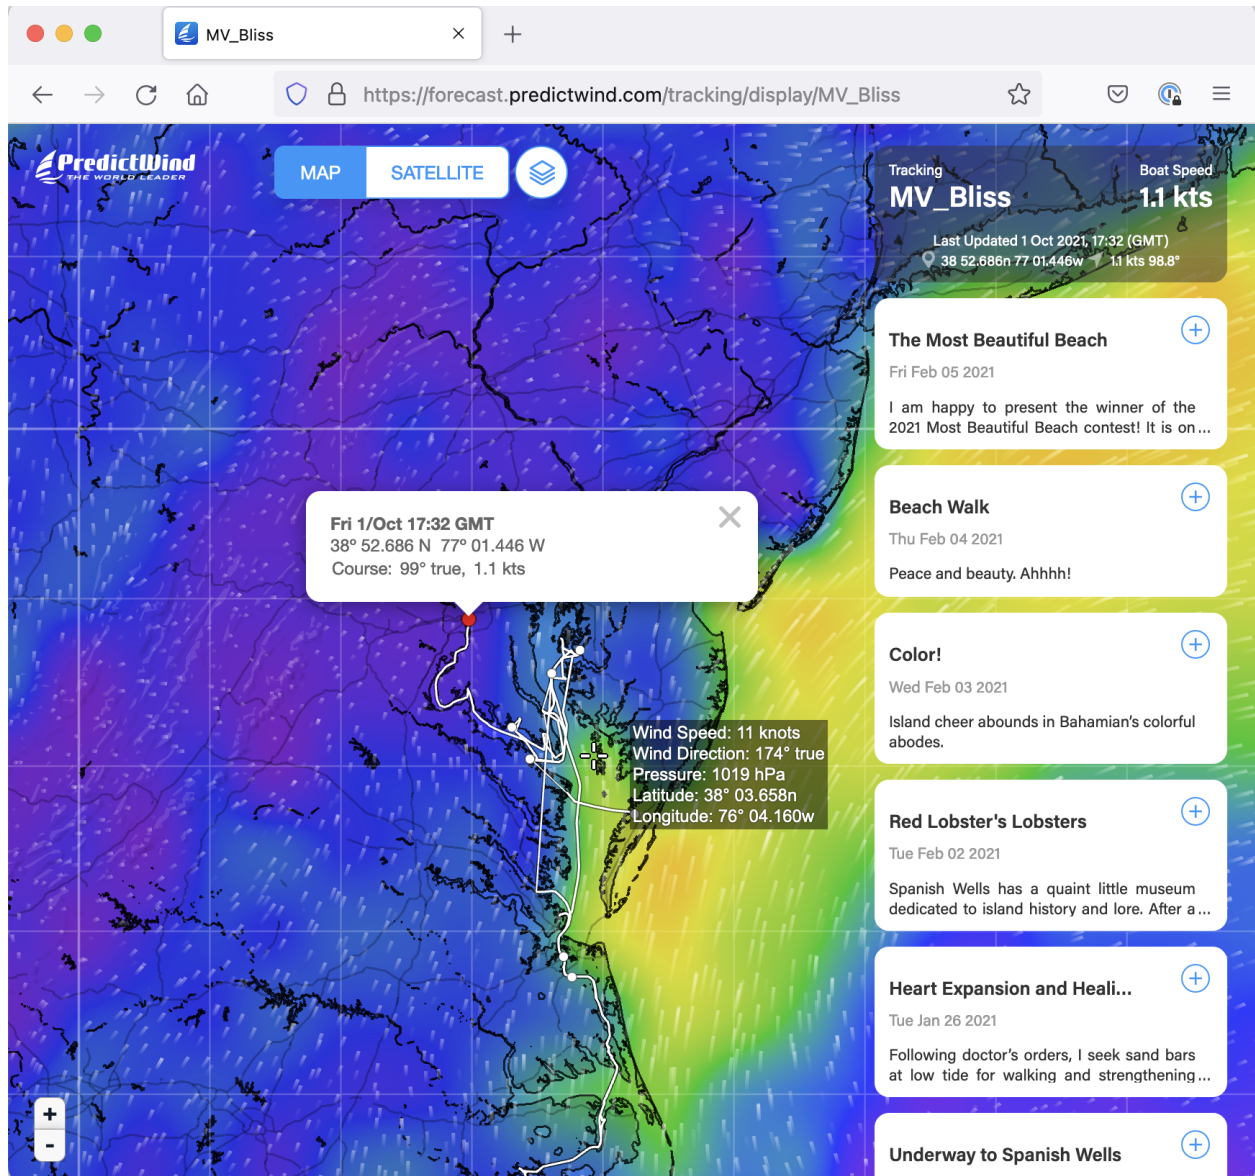 MV_Bliss
https://forecast.predictwind.com/tracking/display/MV_Bliss
PredictWind
THE WORLD LEADER
MAP
SATELLITE
Tracking
Boat Speed
MV_Bliss
1.1 kts
Last Updated 1 Oct 2021, 17:32 (GMT)
38 52.686n 77 01.446w
1.1 kts 98.8°
The Most Beautiful Beach
Fri Feb 05 2021
I am happy to present the winner of the
2021 Most Beautiful Beach contest! It is on...
Beach Walk
Thu Feb 04 2021
Peace and beauty. Ahhhh!
Fri 1/Oct 17:32 GMT
38º 52.686 N 77º 01.446 W
Course: 99° true, 1.1 kts
Color!
Wed Feb 03 2021
Island cheer abounds in Bahamian's colorful
abodes.
Wind Speed: 11 knots
Wind Direction: 174° true
Pressure: 1019 hPa
Latitude: 38° 03.658n
Longitude: 76° 04.160w
Red Lobster's Lobsters
Tue Feb 02 2021
Spanish Wells has a quaint little museum
dedicated to island history and lore. After a...
Heart Expansion and Heali...
Tue Jan 26 2021
Following doctor's orders, I seek sand bars
at low tide for walking and strengthening...
Underway to Spanish Wells
+
-